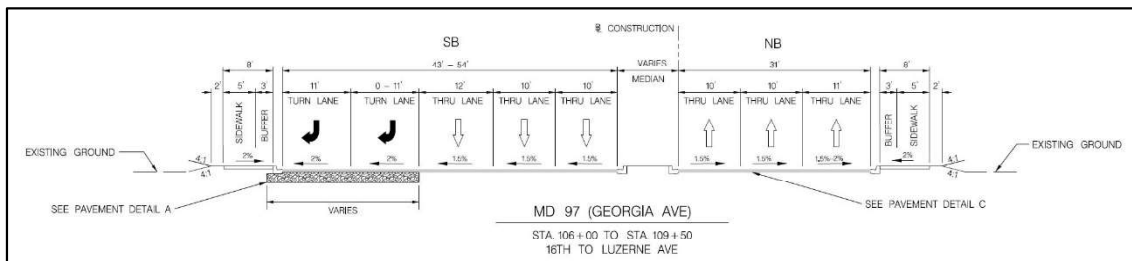 ℄ CONSTRUCTION
SB
NB
8'
43' - 54'
VARIES
31'
8'
2'
5'
3'
11'
0 - 11'
12'
10'
10'
MEDIAN
10'
10'
11'
3'
5'
2'
SIDEWALK
BUFFER
TURN LANE
TURN LANE
THRU LANE
THRU LANE
THRU LANE
THRU LANE
THRU LANE
THRU LANE
BUFFER
SIDEWALK
EXISTING GROUND
4:1
4:1
2%
2%
2%
1.5%
1.5%
1.5%
1.5%
1.5%
1.5%-2%
2%
4:1
4:1
EXISTING GROUND
SEE PAVEMENT DETAIL A
VARIES
SEE PAVEMENT DETAIL C
MD 97 (GEORGIA AVE)
STA. 106+00 TO STA. 109+50
16TH TO LUZERNE AVE